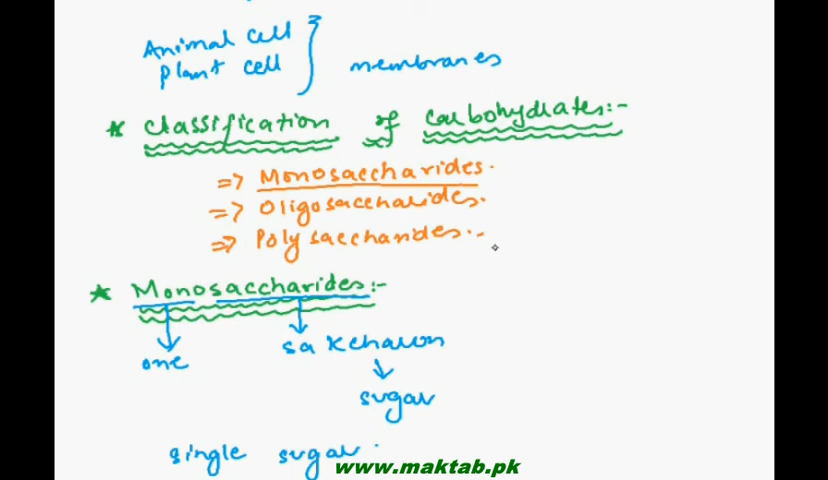 Animal cell
Plant cell } membranes
* Classification of Carbohydrates:-
=> Monosaccharides.
=> Oligosaccharides.
=> Polysaccharides.-
* Monosaccharides:-
one sakcharon
sugar
single sugar.
www.maktab.pk